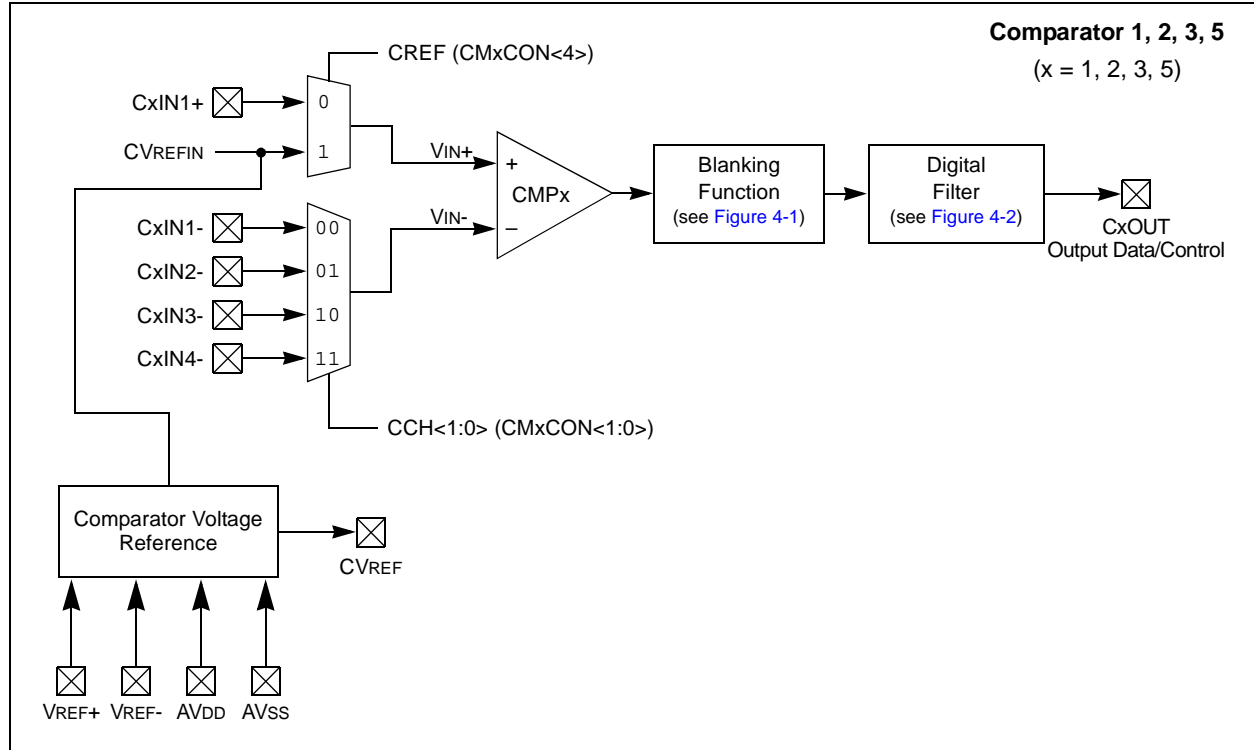 Comparator 1, 2, 3, 5
(x = 1, 2, 3, 5)
CREF (CMxCON<4>)
CxIN1+
0
CVREFIN
1
VIN+
+
CMPx
VIN-
–
Blanking
Function
(see Figure 4-1)
Digital
Filter
(see Figure 4-2)
CxOUT
Output Data/Control
CxIN1-
00
CxIN2-
01
CxIN3-
10
CxIN4-
11
CCH<1:0> (CMxCON<1:0>)
Comparator Voltage
Reference
CVREF
VREF+ VREF- AVDD AVSS